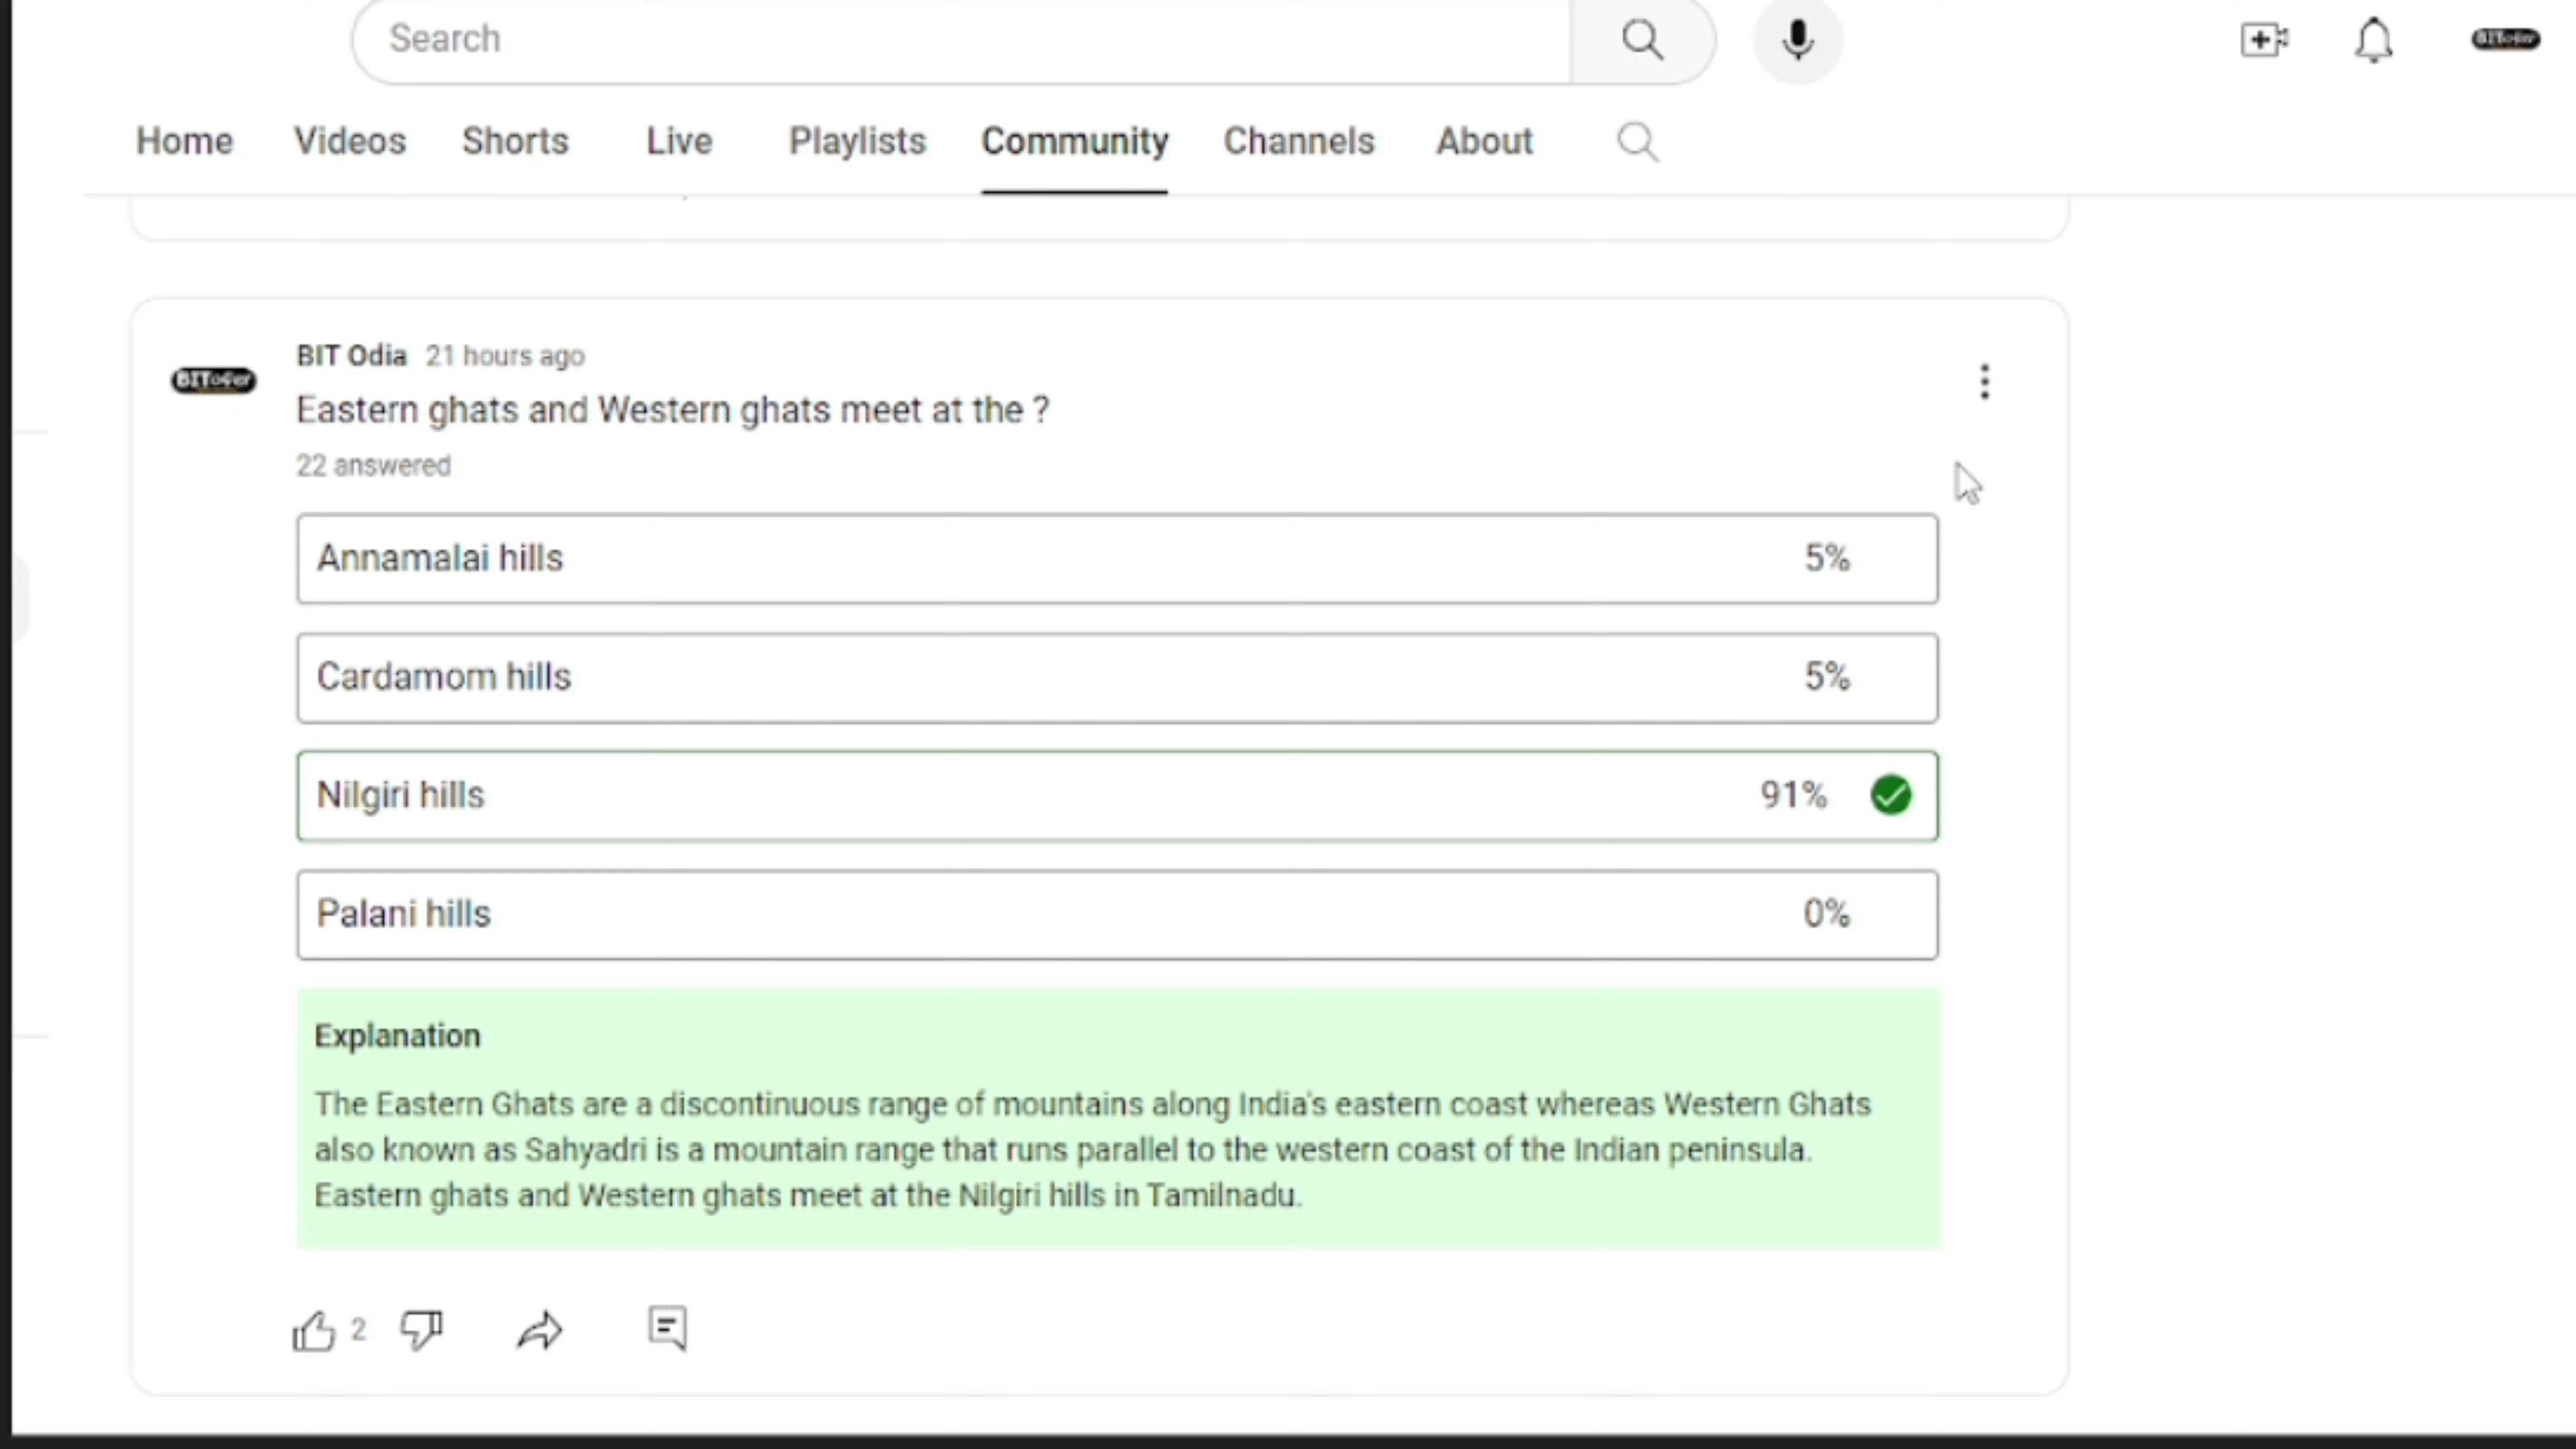 Search
Home Videos Shorts Live Playlists Community Channels About
BIT Odia 21 hours ago
Eastern ghats and Western ghats meet at the ?
22 answered
Annamalai hills 5%
Cardamom hills 5%
Nilgiri hills 91%
Palani hills 0%
Explanation
The Eastern Ghats are a discontinuous range of mountains along India's eastern coast whereas Western Ghats
also known as Sahyadri is a mountain range that runs parallel to the western coast of the Indian peninsula.
Eastern ghats and Western ghats meet at the Nilgiri hills in Tamilnadu.
2